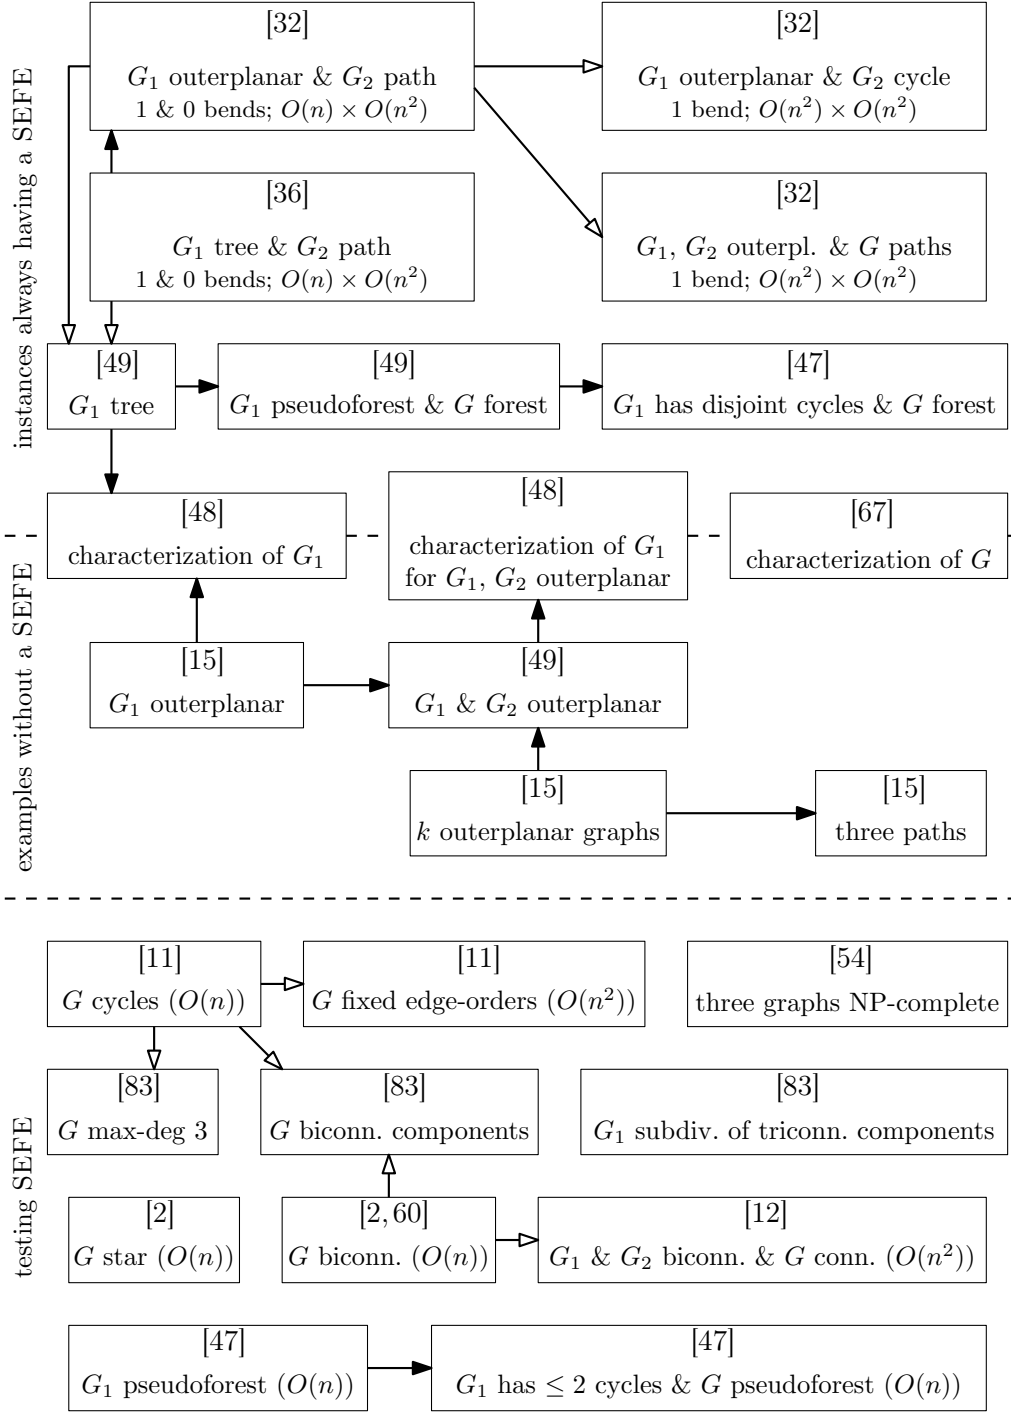 instances always having a SEFE
[32]
G₁ outerplanar & G₂ path
1 & 0 bends; O(n) × O(n²)
[32]
G₁ outerplanar & G₂ cycle
1 bend; O(n²) × O(n²)
[36]
G₁ tree & G₂ path
1 & 0 bends; O(n) × O(n²)
[32]
G₁, G₂ outerpl. & G paths
1 bend; O(n²) × O(n²)
[49]
G₁ tree
[49]
G₁ pseudoforest & G forest
[47]
G₁ has disjoint cycles & G forest
[48]
characterization of G₁
[48]
characterization of G₁
for G₁, G₂ outerplanar
[67]
characterization of G
examples without a SEFE
[15]
G₁ outerplanar
[49]
G₁ & G₂ outerplanar
[15]
k outerplanar graphs
[15]
three paths
testing SEFE
[11]
G cycles (O(n))
[11]
G fixed edge-orders (O(n²))
[54]
three graphs NP-complete
[83]
G max-deg 3
[83]
G biconn. components
[83]
G₁ subdiv. of triconn. components
[2]
G star (O(n))
[2, 60]
G biconn. (O(n))
[12]
G₁ & G₂ biconn. & G conn. (O(n²))
[47]
G₁ pseudoforest (O(n))
[47]
G₁ has ≤ 2 cycles & G pseudoforest (O(n))